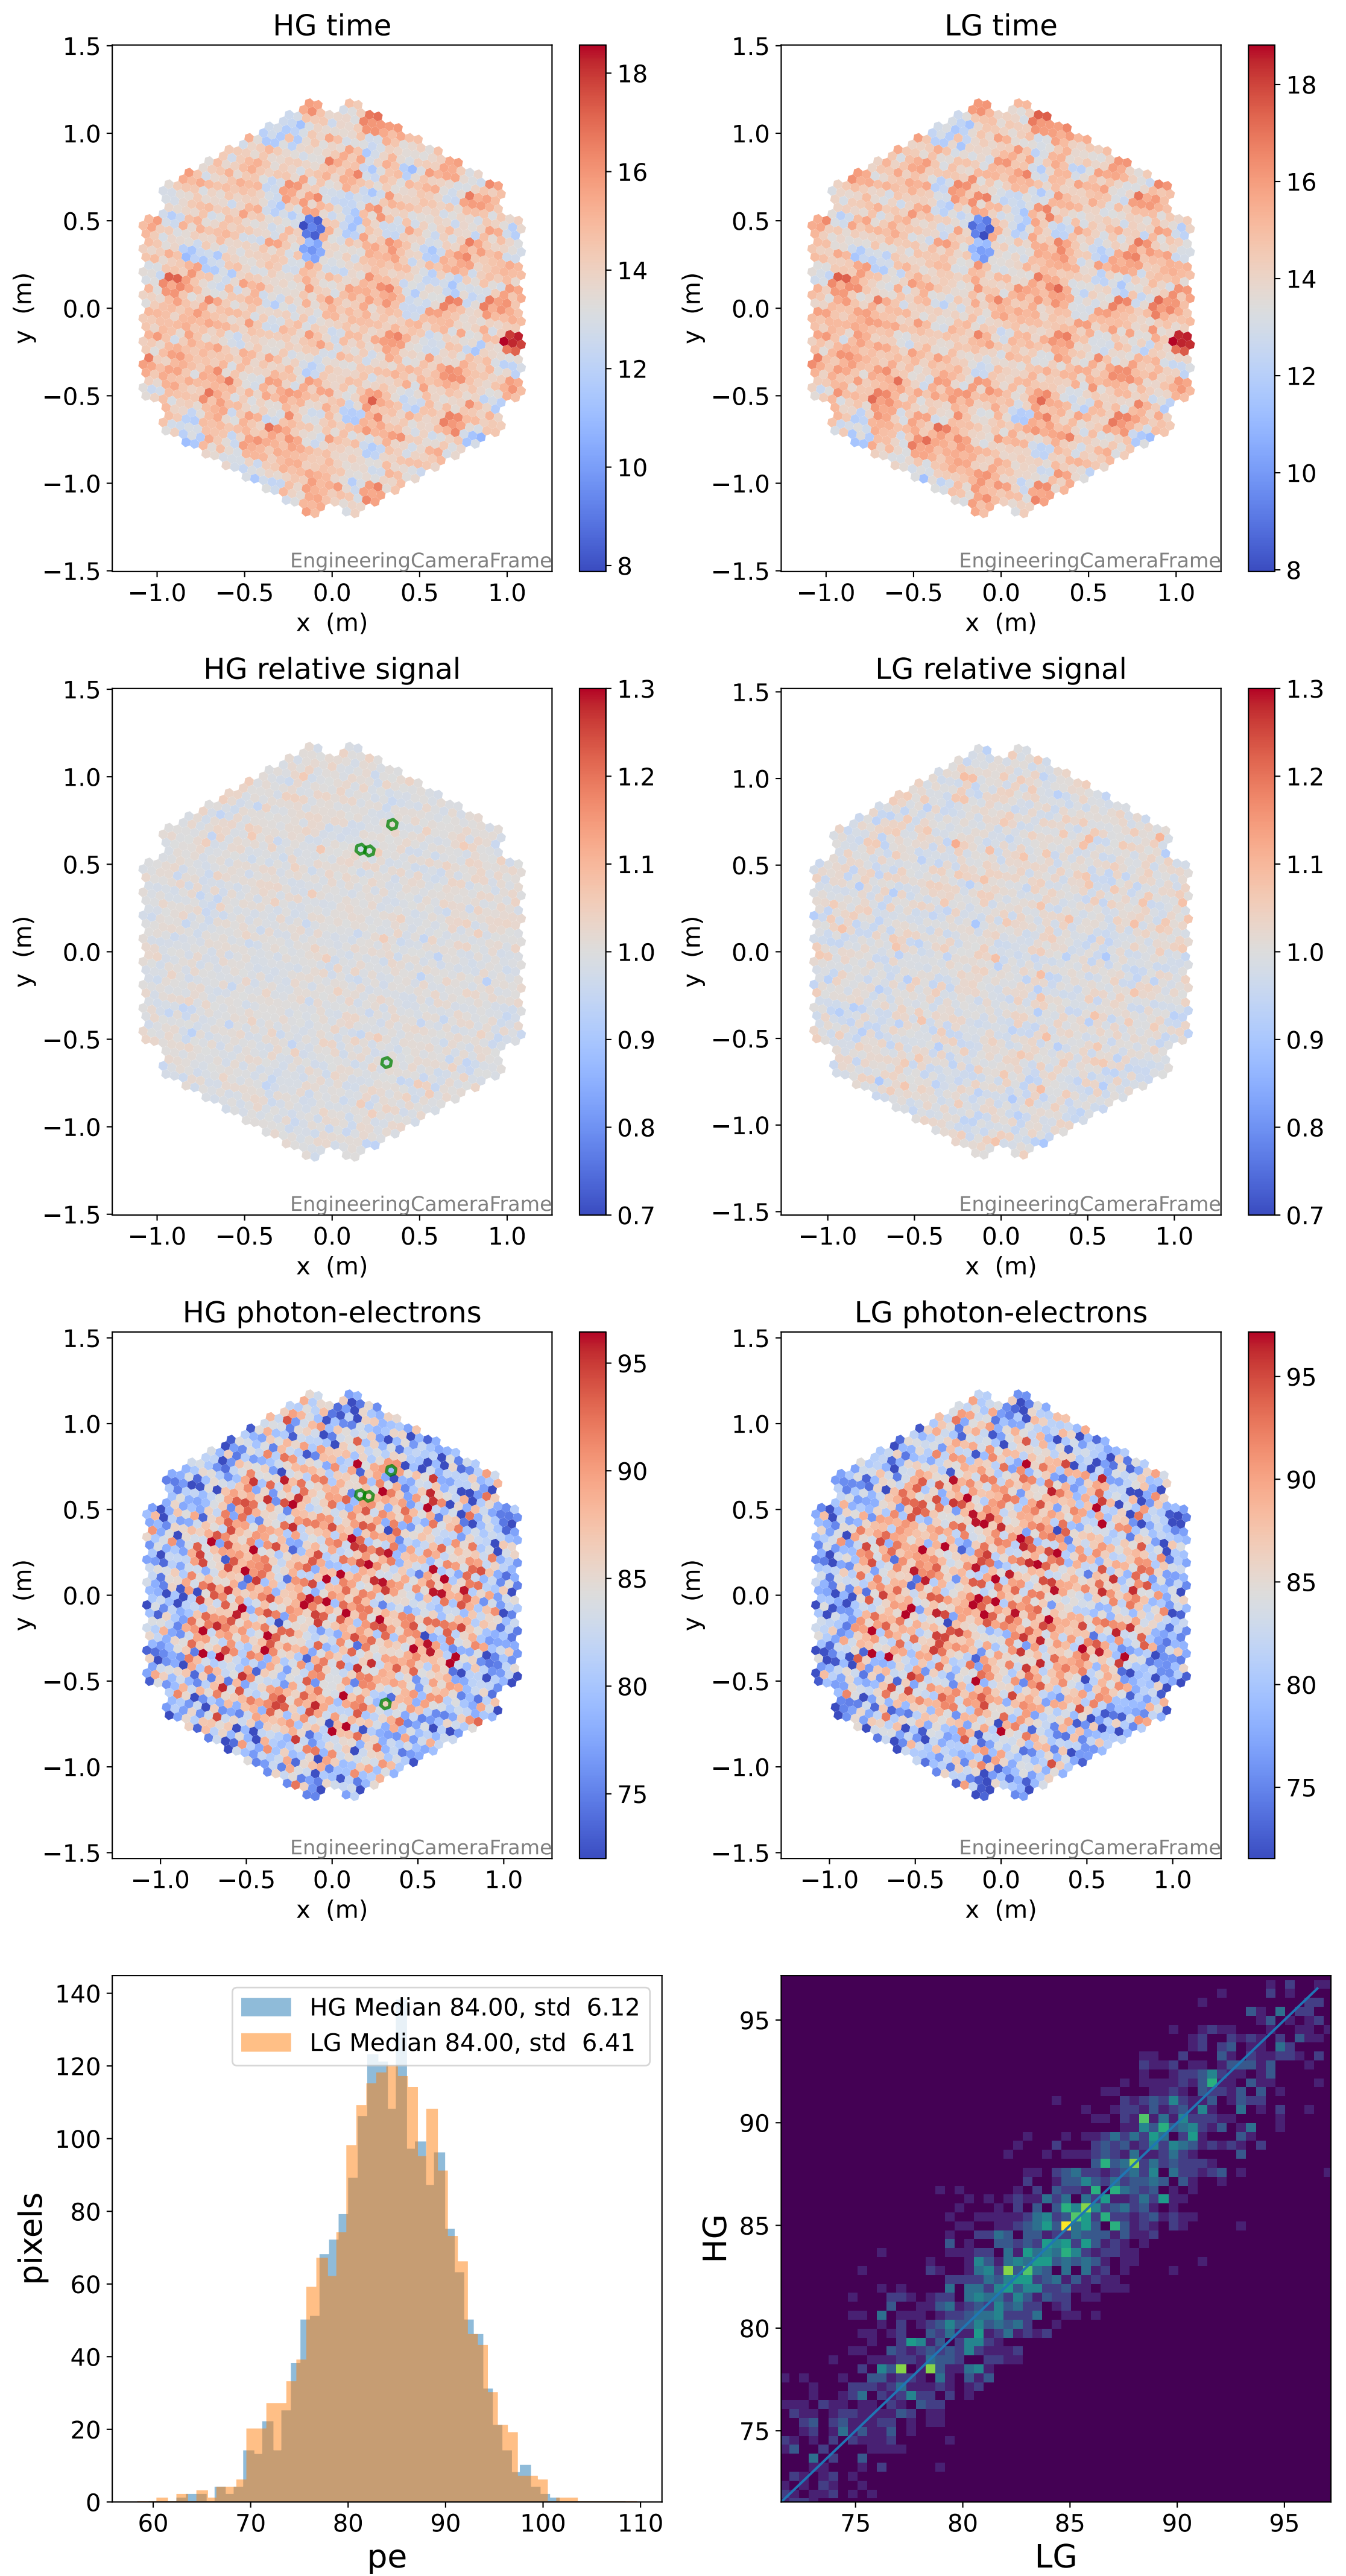 HG time
LG time
1.5
1.0
0.5
0.0
−0.5
−1.0
−1.5
−1.0 −0.5 0.0 0.5 1.0
x (m)
y (m)
EngineeringCameraFrame
18
16
14
12
10
8
1.5
1.0
0.5
0.0
−0.5
−1.0
−1.5
−1.0 −0.5 0.0 0.5 1.0
x (m)
y (m)
EngineeringCameraFrame
18
16
14
12
10
8
HG relative signal
LG relative signal
1.5
1.0
0.5
0.0
−0.5
−1.0
−1.5
−1.0 −0.5 0.0 0.5 1.0
x (m)
y (m)
EngineeringCameraFrame
1.3
1.2
1.1
1.0
0.9
0.8
0.7
1.5
1.0
0.5
0.0
−0.5
−1.0
−1.5
−1.0 −0.5 0.0 0.5 1.0
x (m)
y (m)
EngineeringCameraFrame
1.3
1.2
1.1
1.0
0.9
0.8
0.7
HG photon-electrons
LG photon-electrons
1.5
1.0
0.5
0.0
−0.5
−1.0
−1.5
−1.0 −0.5 0.0 0.5 1.0
x (m)
y (m)
EngineeringCameraFrame
95
90
85
80
75
1.5
1.0
0.5
0.0
−0.5
−1.0
−1.5
−1.0 −0.5 0.0 0.5 1.0
x (m)
y (m)
EngineeringCameraFrame
95
90
85
80
75
HG Median 84.00, std 6.12
LG Median 84.00, std 6.41
140
120
100
80
60
40
20
0
60 70 80 90 100 110
pe
pixels
95
90
85
80
75
75 80 85 90 95
LG
HG